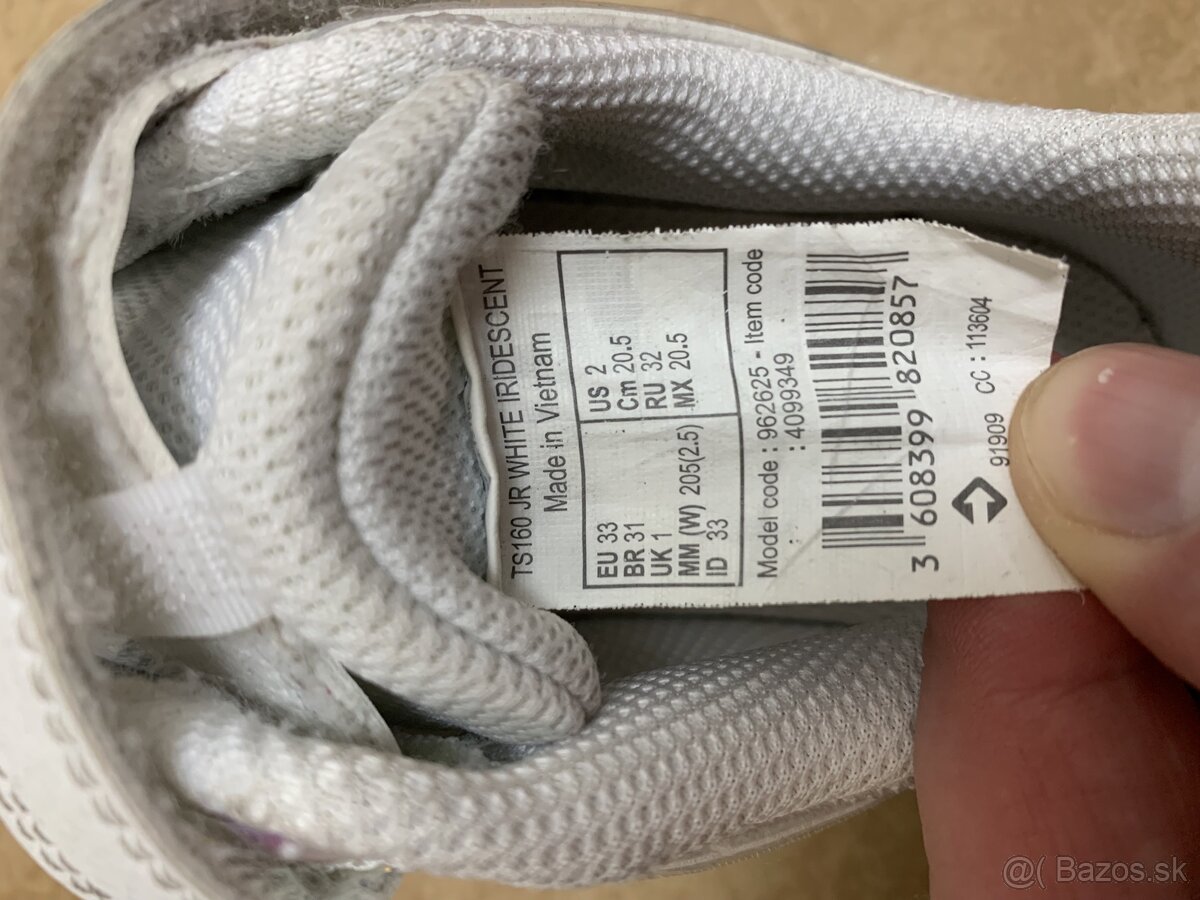 TS160 JR WHITE IRIDESCENT
Made in Vietnam
EU 33
BR 31
UK 1
MM (W) 205(2.5)
ID 33
US 2
Cm 20.5
RU 32
MX 20.5
Model code : 962625 - Item code
: : 4099349
3 608399 820857
91909 CC : 113604
@( Bazos.sk